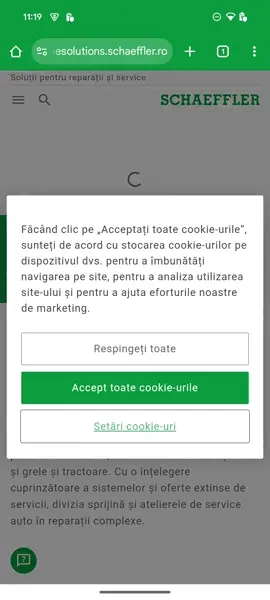 11:19
esolutions.schaeffler.ro
1
Soluții pentru reparații și service
SCHAEFFLER
Făcând clic pe „Acceptați toate cookie-urile”,
sunteți de acord cu stocarea cookie-urilor pe
dispozitivul dvs. pentru a îmbunătăți
navigarea pe site, pentru a analiza utilizarea
site-ului și pentru a ajuta eforturile noastre
de marketing.
Respingeți toate
Accept toate cookie-urile
Setări cookie-uri
și grele și tractoare. Cu o înțelegere
cuprinzătoare a sistemelor și oferte extinse de
servicii, divizia sprijină și atelierele de service
auto în reparații complexe.